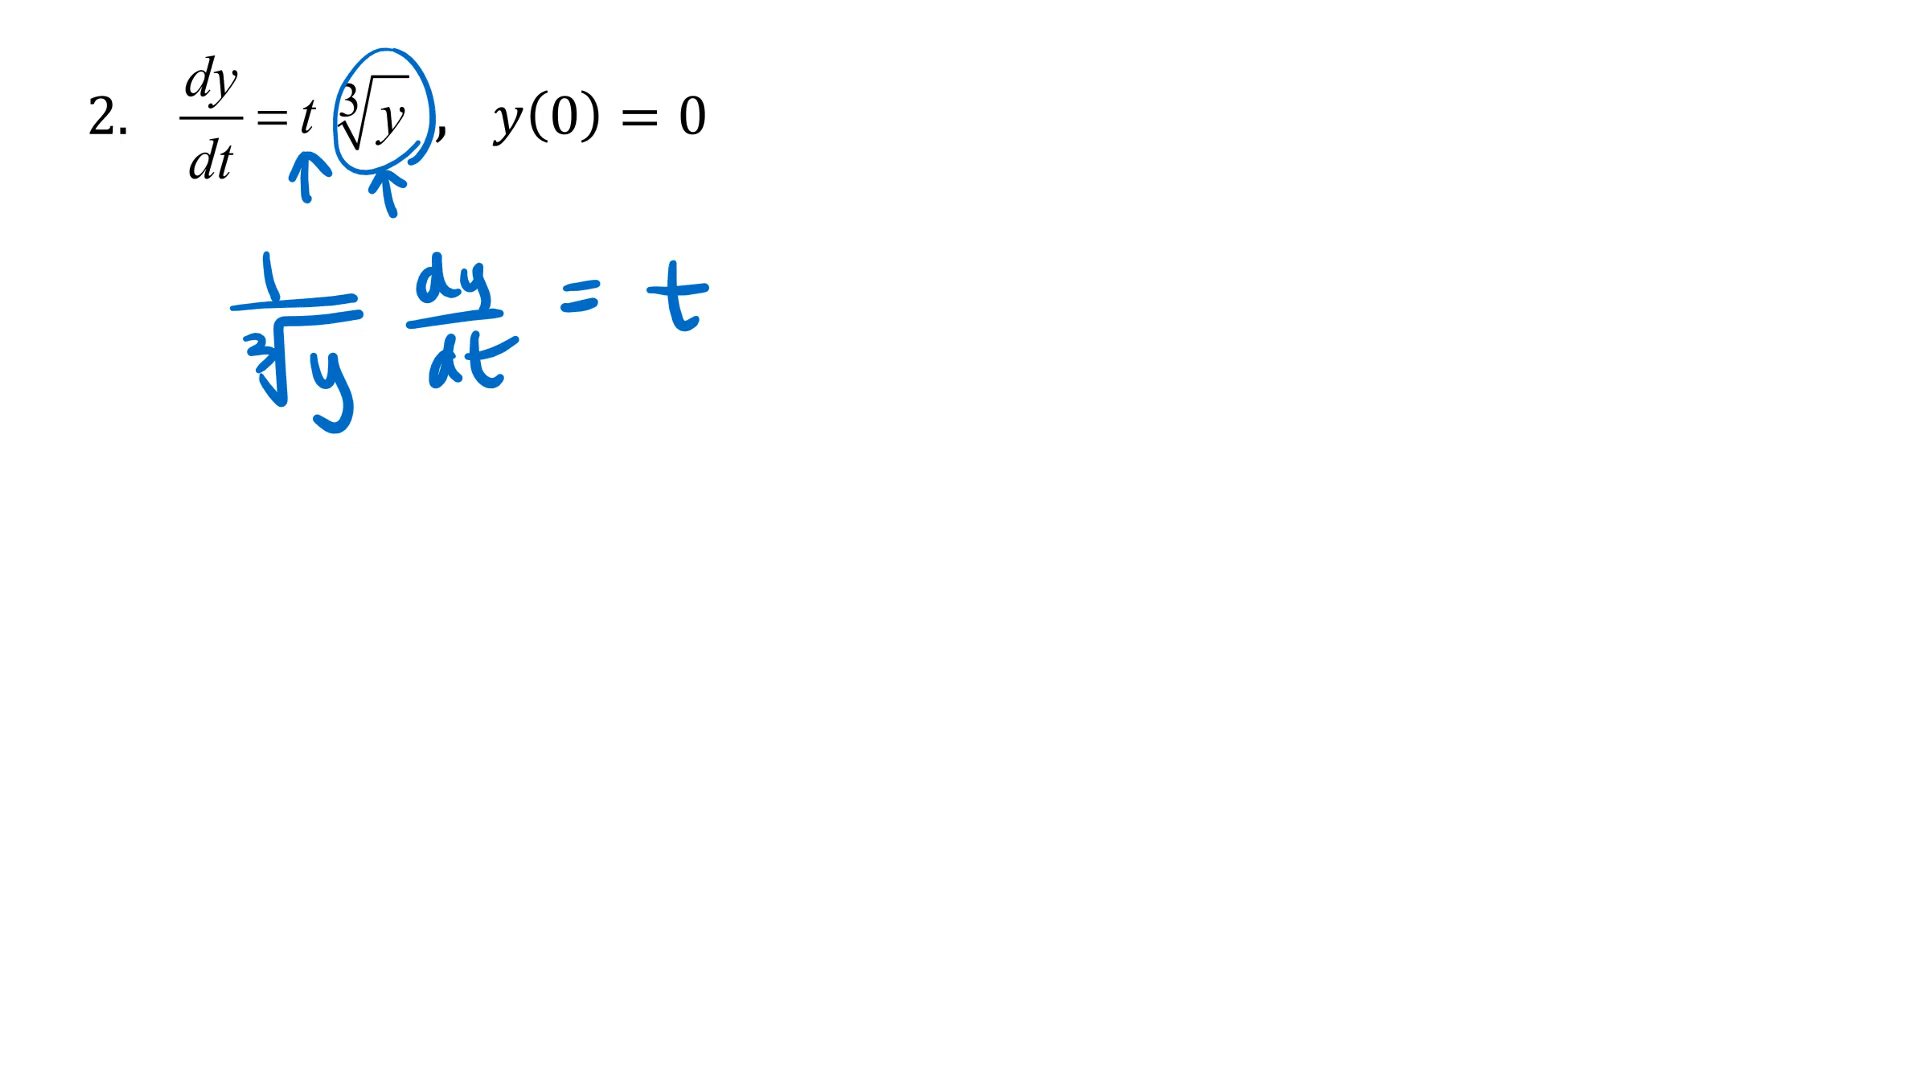 2. dy/dt = t ∛y, y(0) = 0
1/∛y dy/dt = t